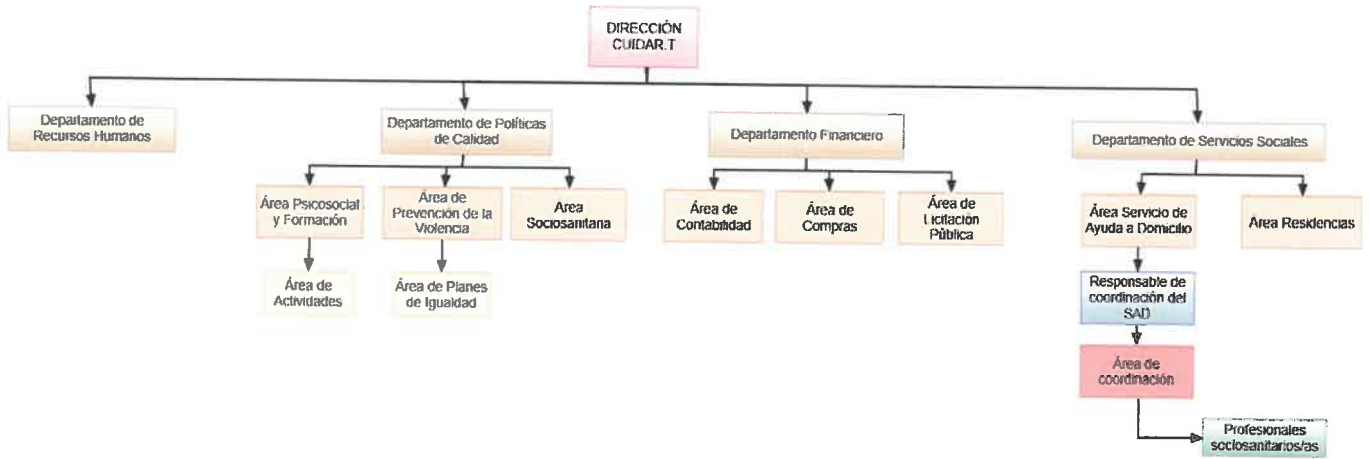 DIRECCIÓN
CUIDAR.T
Departamento de
Recursos Humanos
Departamento de Políticas
de Calidad
Departamento Financiero
Departamento de Servicios Sociales
Área Psicosocial
y Formación
Área de
Prevención de la
Violencia
Área
Sociosanitaria
Área de
Contabilidad
Área de
Compras
Área de
Licitación
Pública
Área Servicio de
Ayuda a Domicilio
Área Residencias
Área de
Actividades
Área de Planes
de Igualdad
Responsable de
coordinación del
SAD
Área de
coordinación
Profesionales
sociosanitarios/as